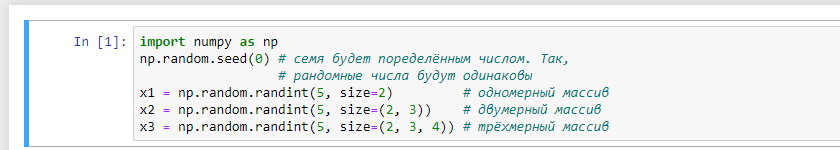 In [1]: import numpy as np
np.random.seed(0) # семя будет поределённым числом. Так,
# рандомные числа будут одинаковы
x1 = np.random.randint(5, size=2) # одномерный массив
x2 = np.random.randint(5, size=(2, 3)) # двумерный массив
x3 = np.random.randint(5, size=(2, 3, 4)) # трёхмерный массив